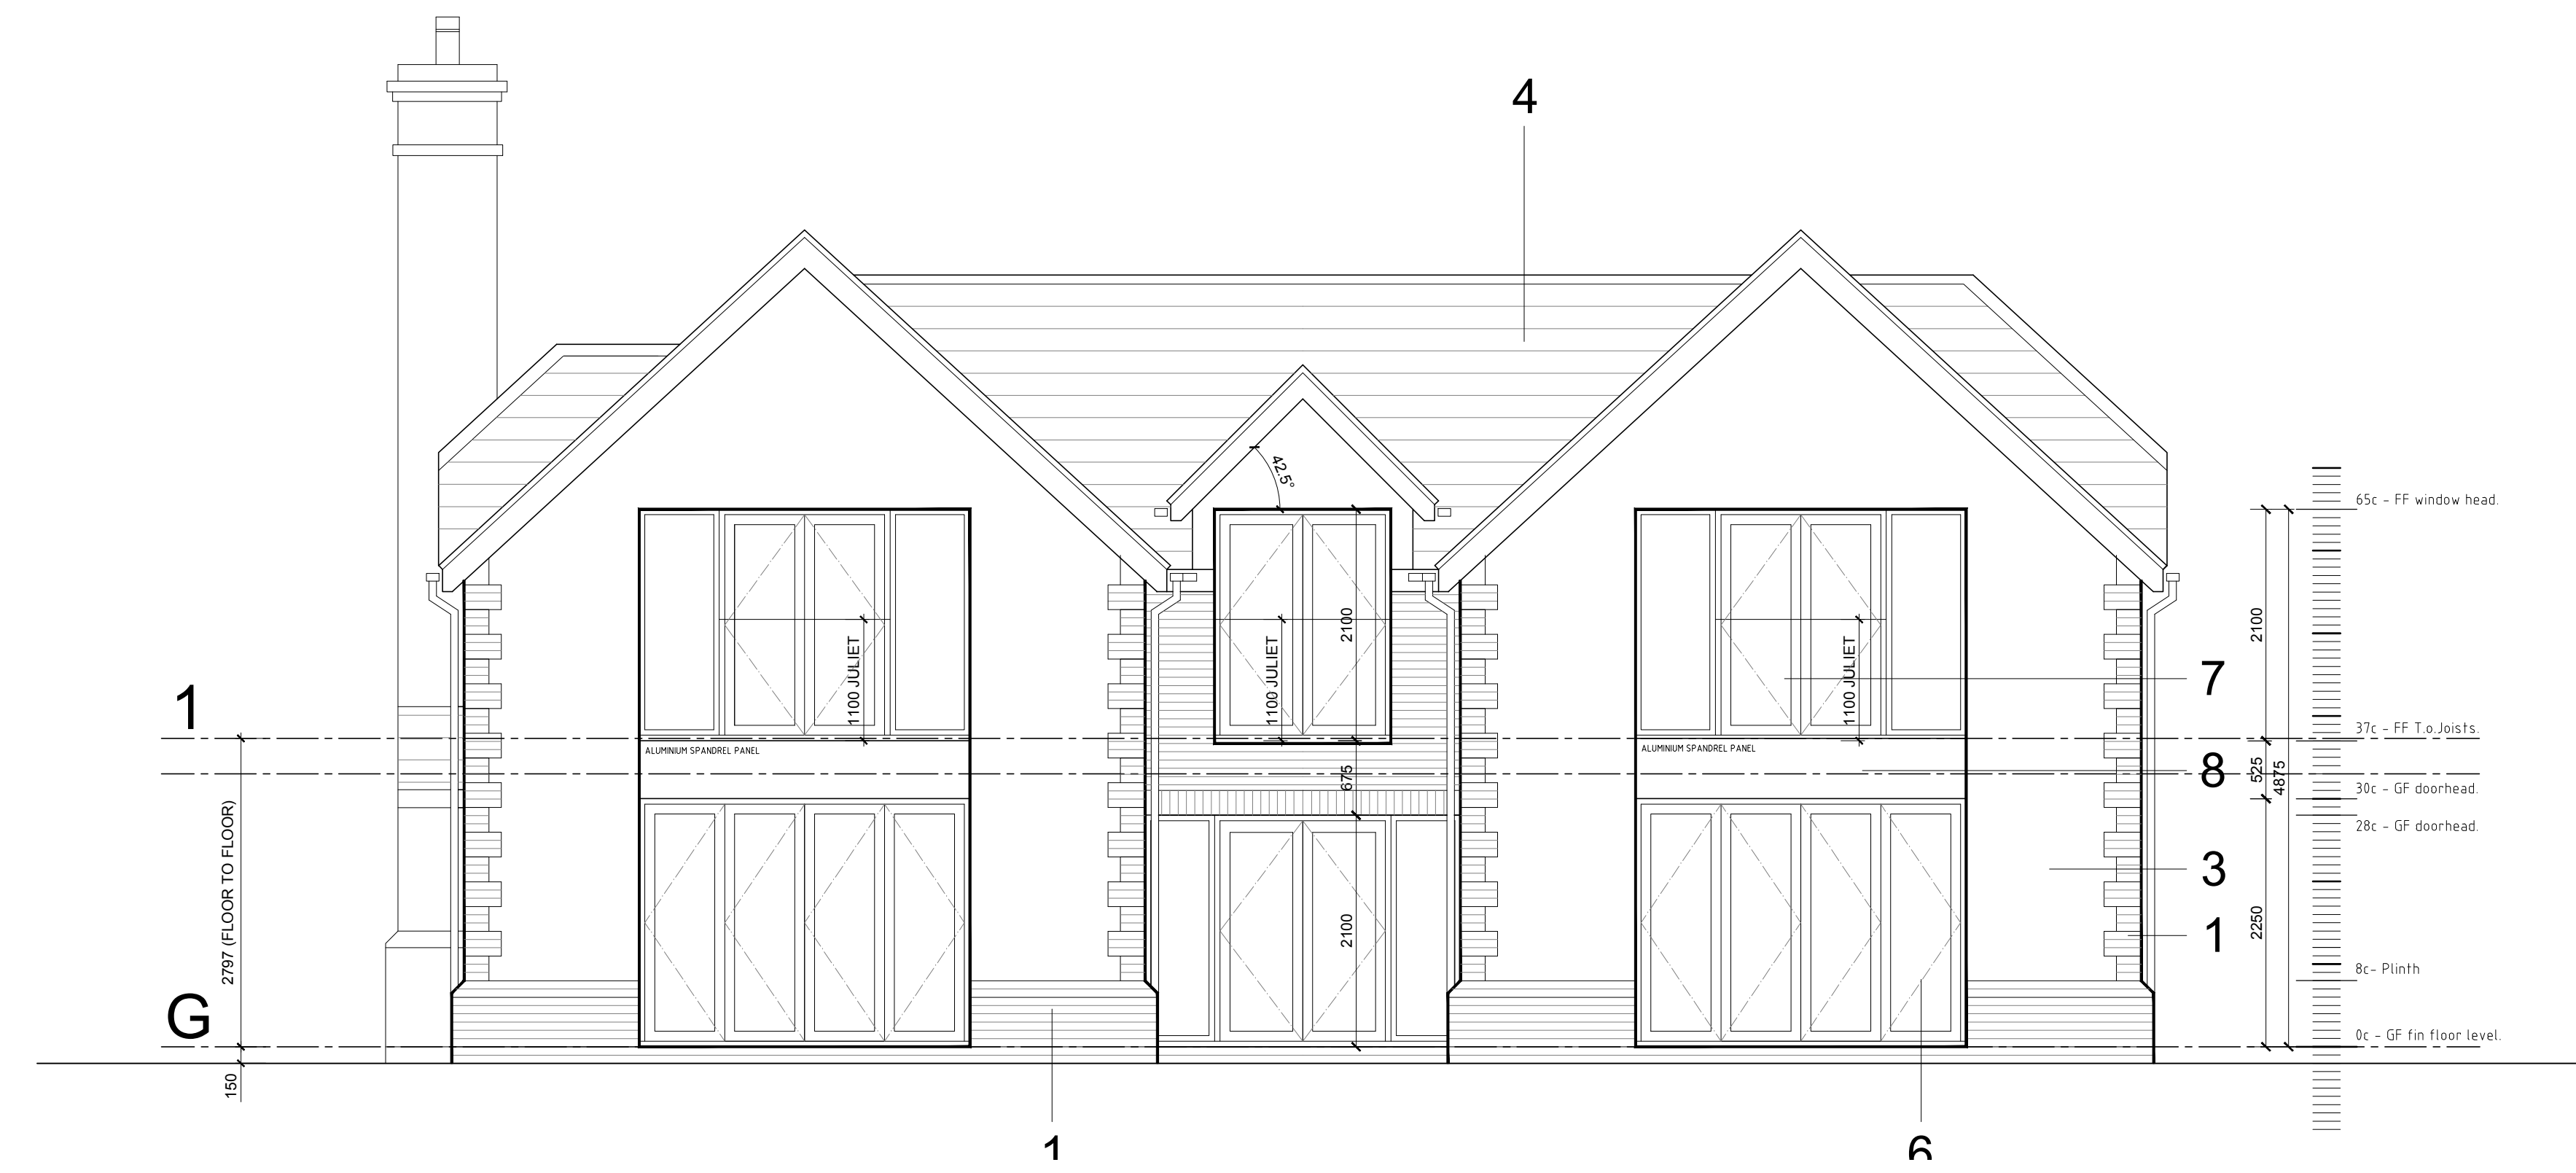 4
42.5°
65c - FF window head.
2100
2100
1100 JULIET
1100 JULIET
1100 JULIET
7
1
37c - FF T.o.Joists.
ALUMINIUM SPANDREL PANEL
ALUMINIUM SPANDREL PANEL
675
8
525
4875
30c - GF doorhead.
28c - GF doorhead.
2797 (FLOOR TO FLOOR)
3
2100
2250
1
8c- Plinth
G
0c - GF fin floor level.
150
1
6